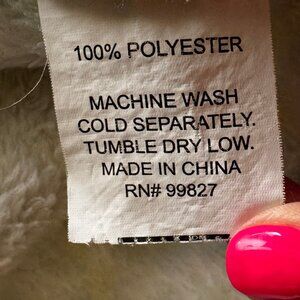 100% POLYESTER
MACHINE WASH
COLD SEPARATELY.
TUMBLE DRY LOW.
MADE IN CHINA
RN# 99827